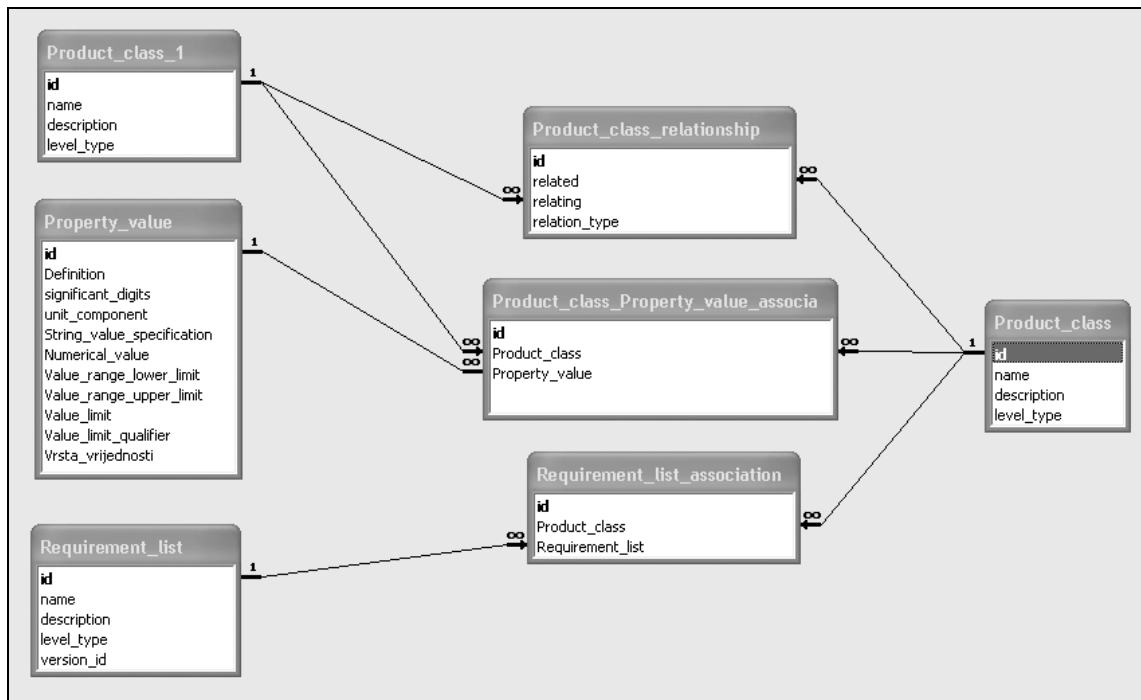 Product_class_1
id
name
description
level_type
1
Property_value
id
Definition
significant_digits
unit_component
String_value_specification
Numerical_value
Value_range_lower_limit
Value_range_upper_limit
Value_limit
Value_limit_qualifier
Vrsta_vrijednosti
1
Requirement_list
id
name
description
level_type
version_id
1
Product_class_relationship
id
related
relating
relation_type
∞
∞
Product_class_Property_value_associa
id
Product_class
Property_value
∞
∞
∞
Requirement_list_association
id
Product_class
Requirement_list
∞
∞
Product_class
id
name
description
level_type
1